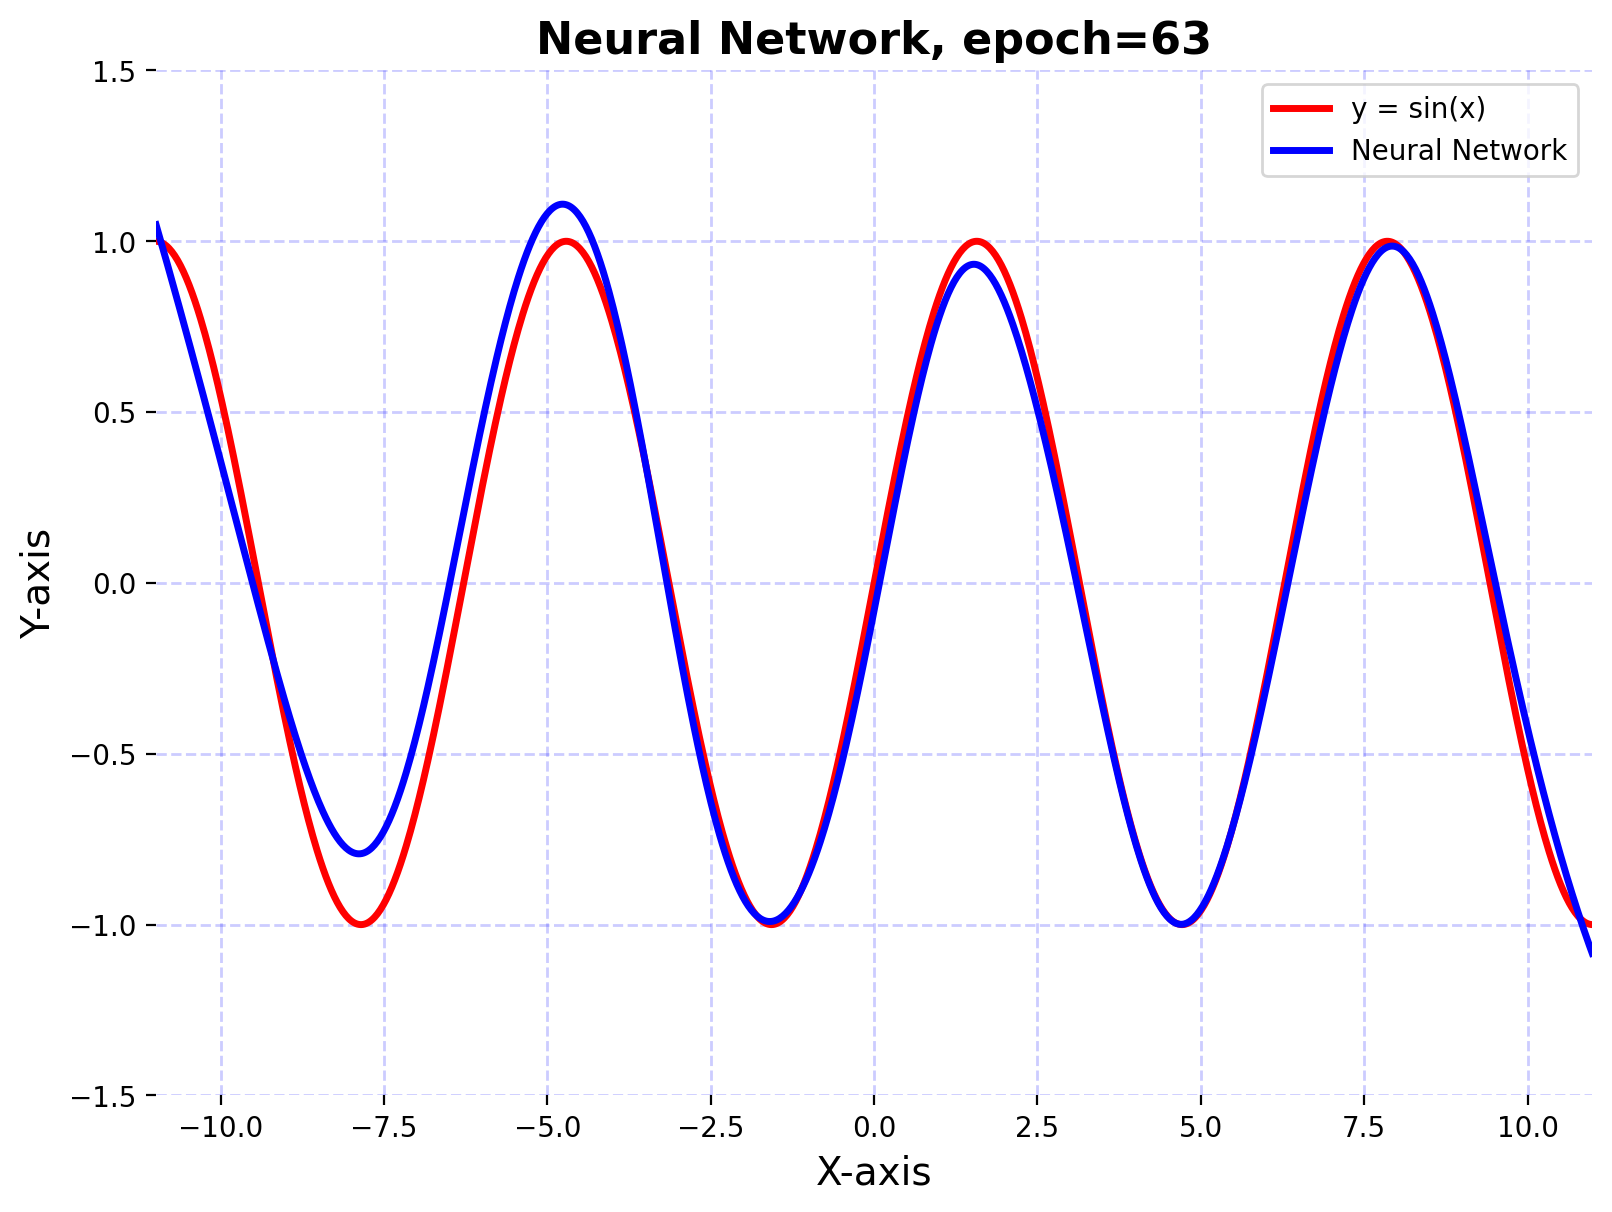 Neural Network, epoch=63
1.5
1.0
0.5
0.0
−0.5
−1.0
−1.5
Y-axis
y = sin(x)
Neural Network
−10.0 −7.5 −5.0 −2.5 0.0 2.5 5.0 7.5 10.0
X-axis